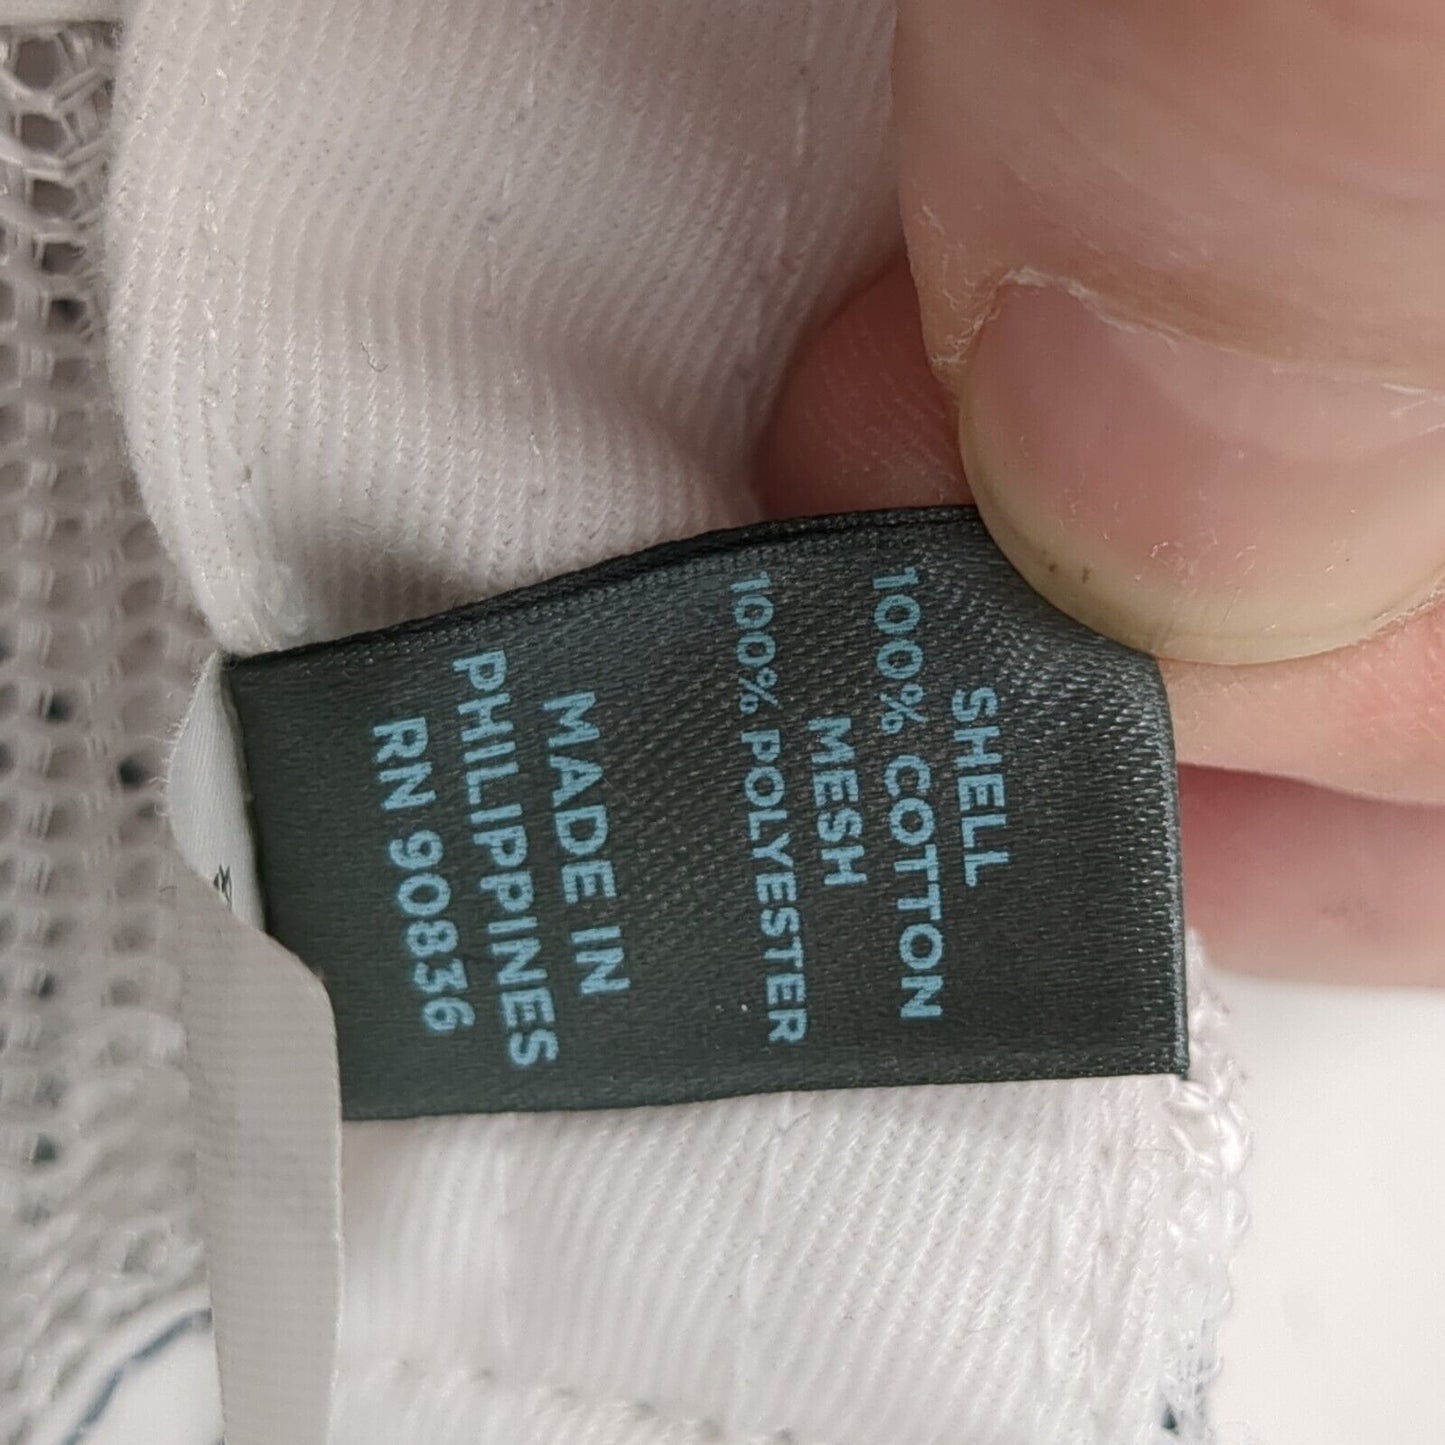 SHELL
100% COTTON
MESH
100% POLYESTER
MADE IN
PHILIPPINES
RN 90836